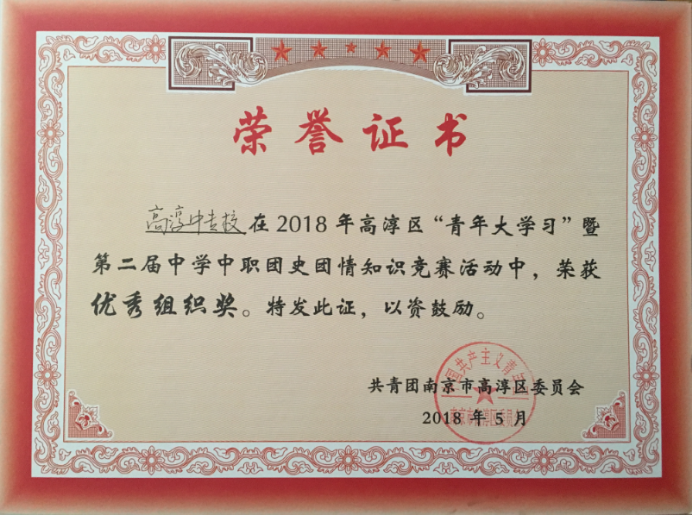 荣誉证书
高淳中专校在2018年高淳区“青年大学习”暨
第二届中学中职团史团情知识竞赛活动中，荣获
优秀组织奖。特发此证，以资鼓励。
共青团南京市高淳区委员会
2018年5月